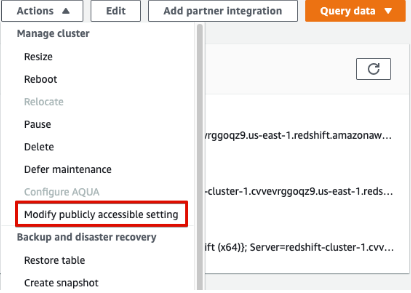 Actions Edit Add partner integration Query data
Manage cluster
Resize
Reboot
Relocate
Pause
vrggoqz9.us-east-1.redshift.amazonaw...
Delete
Defer maintenance
Configure AQUA
-cluster-1.cvvevrggoqz9.us-east-1.reds...
Modify publicly accessible setting
Backup and disaster recovery
ift (x64)}; Server=redshift-cluster-1.cvv...
Restore table
Create snapshot